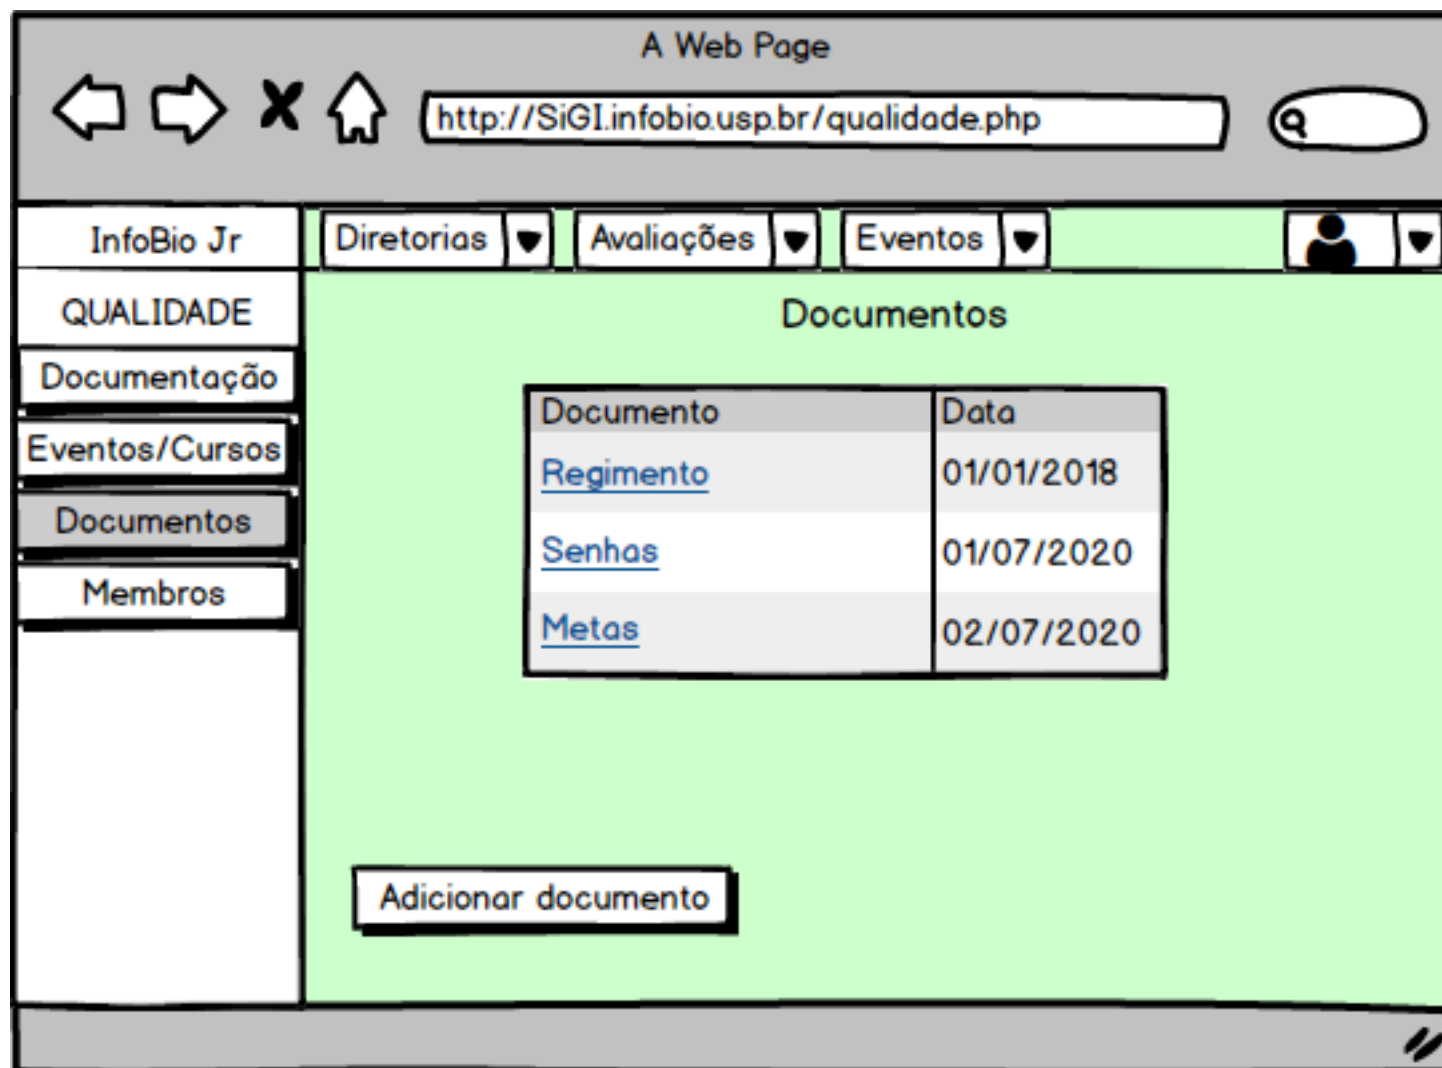 A Web Page
http://SiGI.infobio.usp.br/qualidade.php
InfoBio Jr
Diretorias
Avaliações
Eventos
QUALIDADE
Documentação
Eventos/Cursos
Documentos
Membros
Documentos
Documento Data
Regimento 01/01/2018
Senhas 01/07/2020
Metas 02/07/2020
Adicionar documento